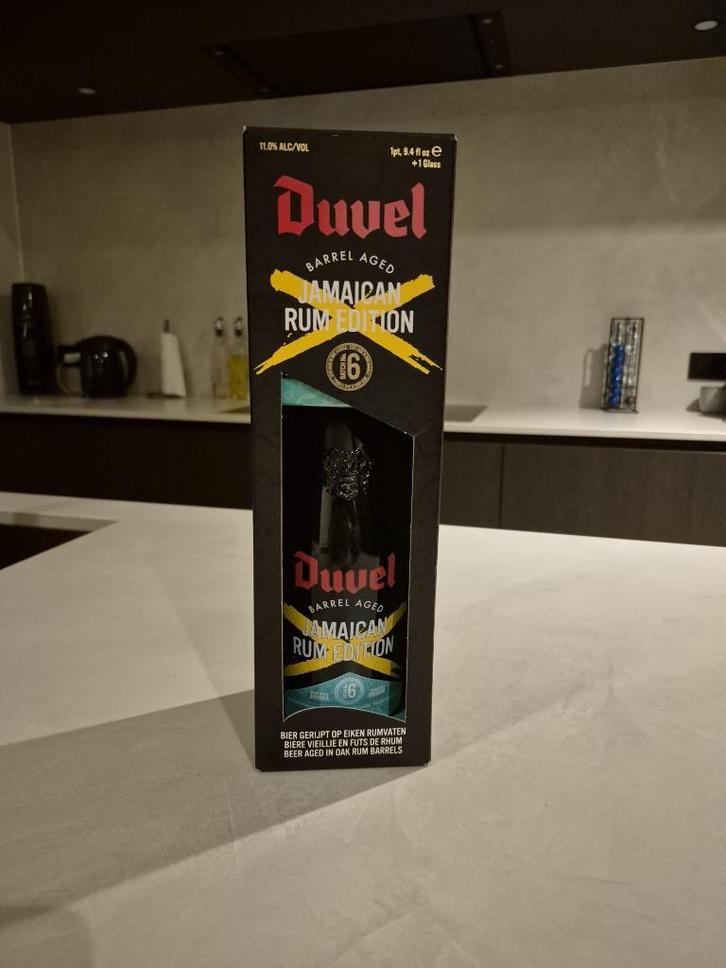 11.0% ALC/VOL
1pt, 9.4 fl oz ℮
+1 Glass
Duvel
BARREL AGED
JAMAICAN
RUM EDITION
BATCH No 6
Duvel
BARREL AGED
JAMAICAN
RUM EDITION
6
BIER GERIJPT OP EIKEN RUMVATEN
BIERE VIEILLIE EN FUTS DE RHUM
BEER AGED IN OAK RUM BARRELS